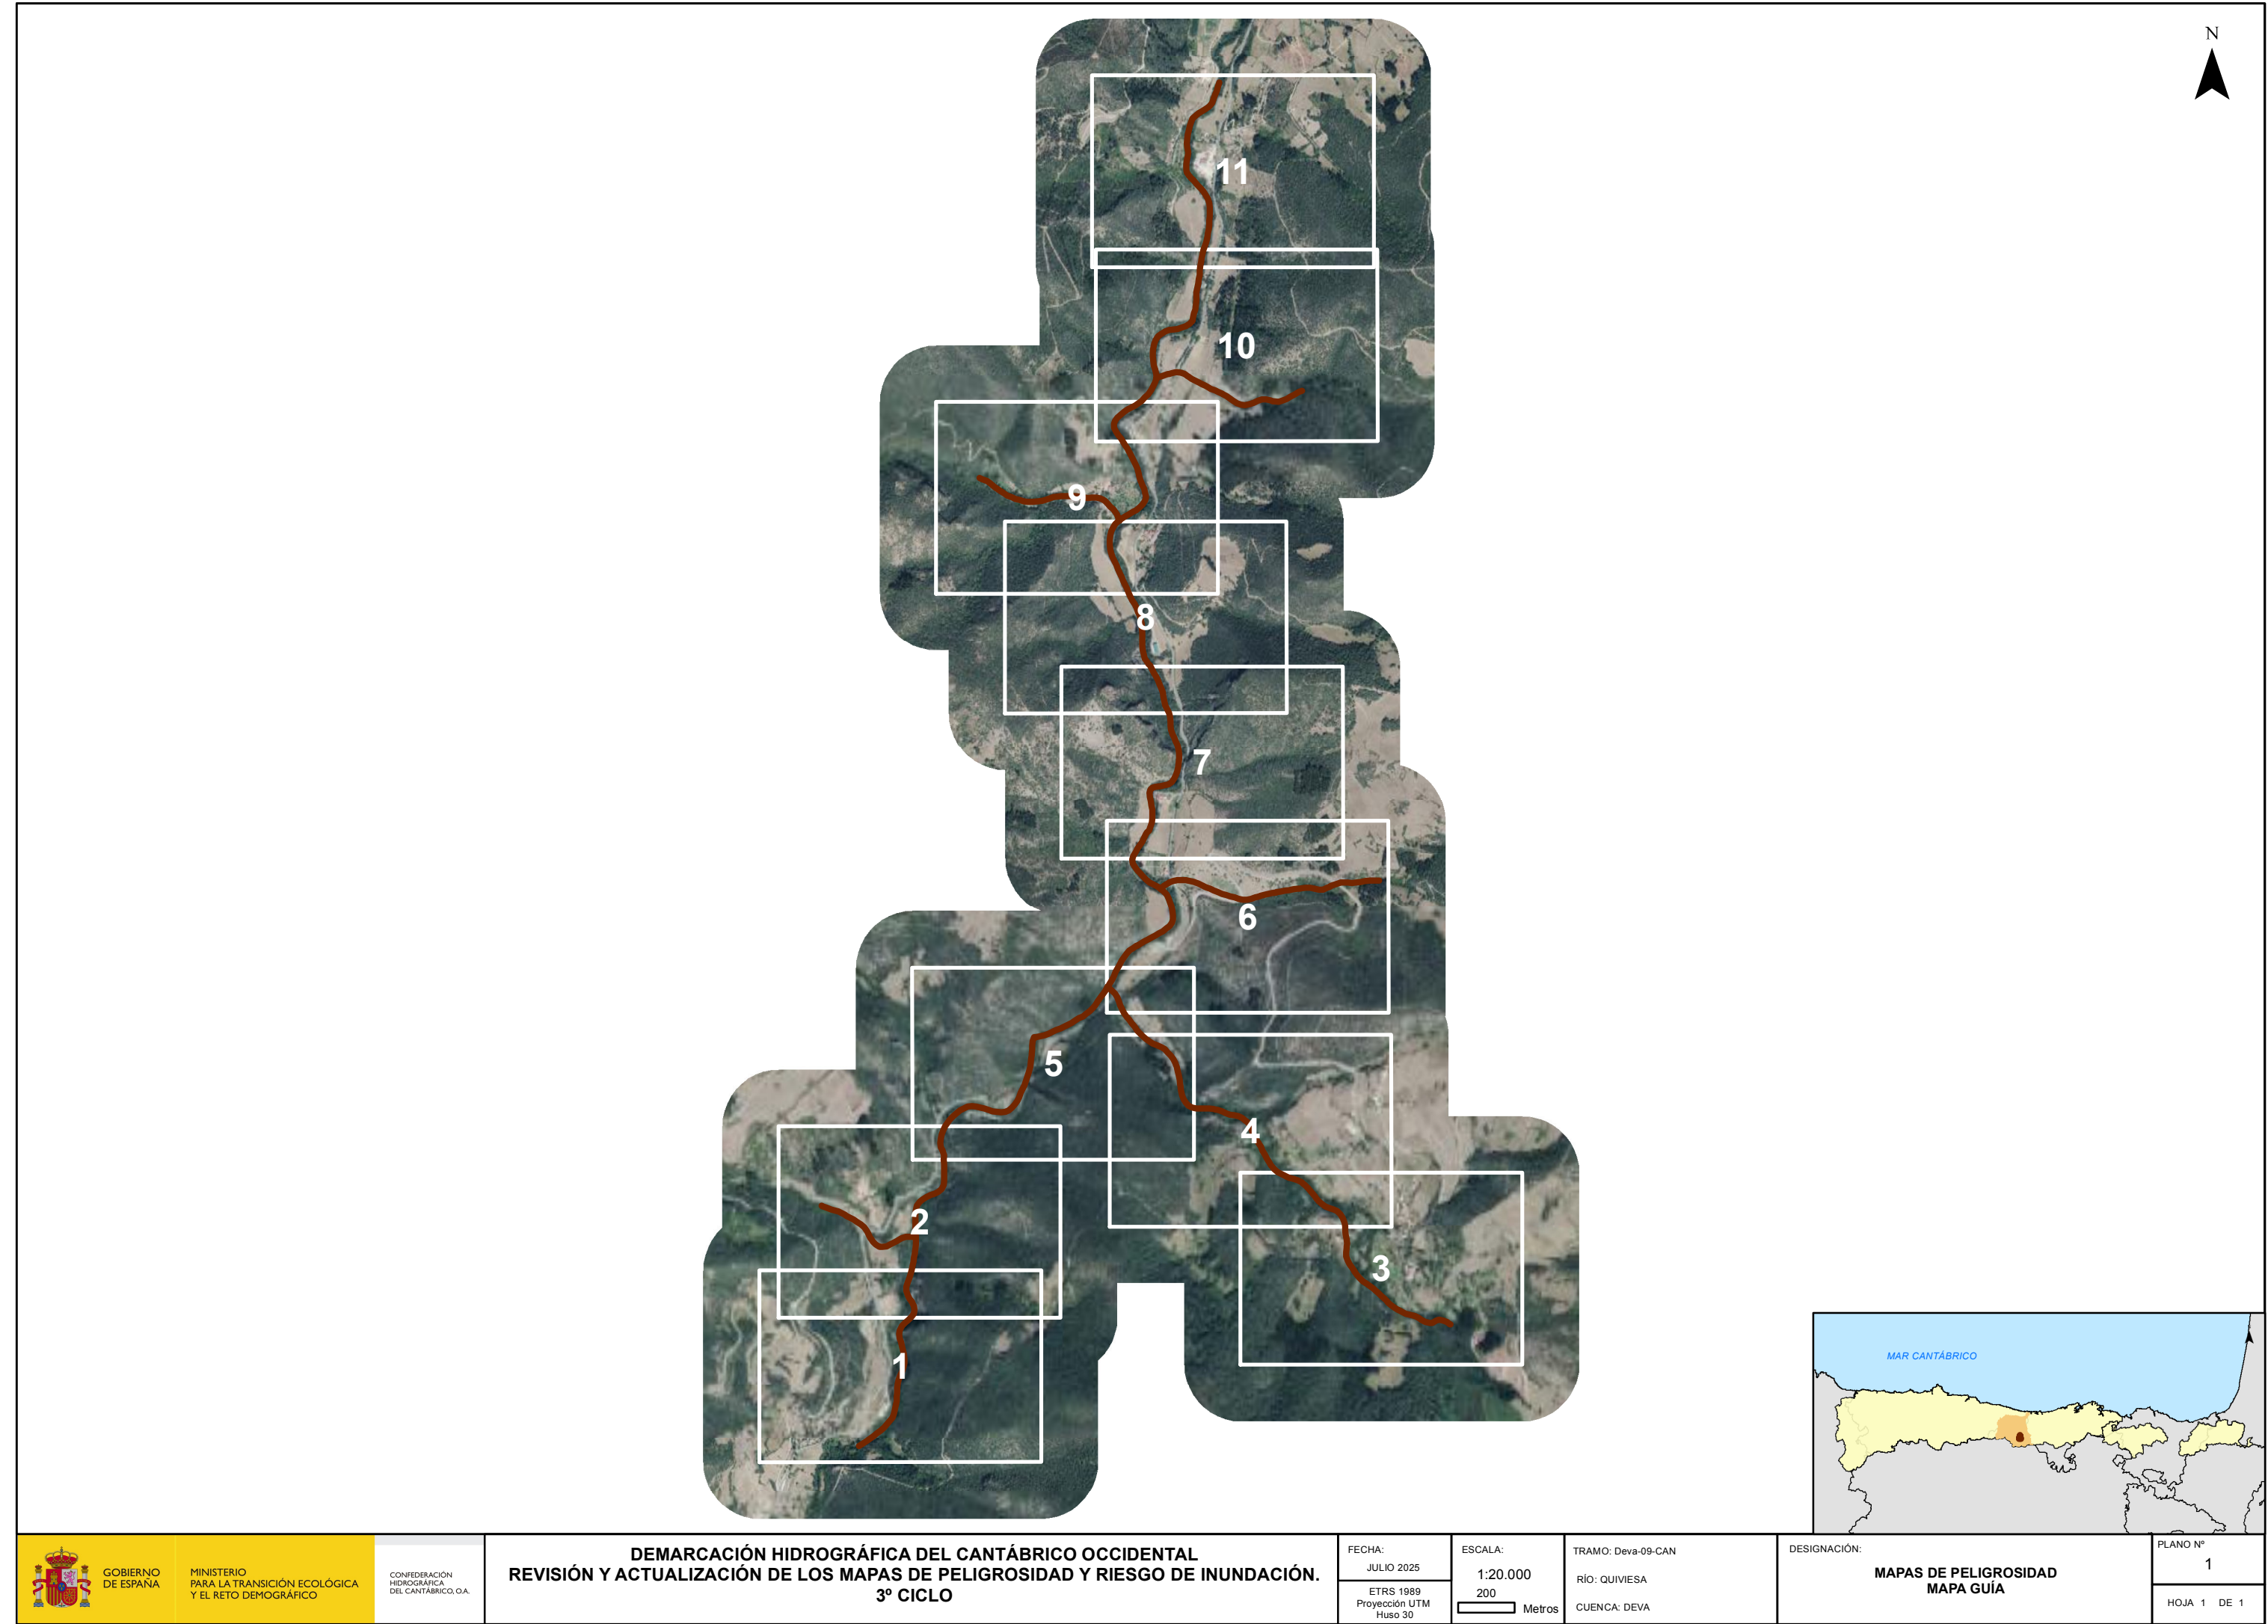 N
11
10
9
8
7
6
5
4
3
2
1
MAR CANTÁBRICO
GOBIERNO
DE ESPAÑA
MINISTERIO
PARA LA TRANSICIÓN ECOLÓGICA
Y EL RETO DEMOGRÁFICO
CONFEDERACIÓN
HIDROGRÁFICA
DEL CANTÁBRICO, O.A.
DEMARCACIÓN HIDROGRÁFICA DEL CANTÁBRICO OCCIDENTAL
REVISIÓN Y ACTUALIZACIÓN DE LOS MAPAS DE PELIGROSIDAD Y RIESGO DE INUNDACIÓN.
3º CICLO
FECHA:
JULIO 2025
ETRS 1989
Proyección UTM
Huso 30
ESCALA:
1:20.000
200
Metros
TRAMO: Deva-09-CAN
RÍO: QUIVIESA
CUENCA: DEVA
DESIGNACIÓN:
MAPAS DE PELIGROSIDAD
MAPA GUÍA
PLANO Nº
1
HOJA 1 DE 1